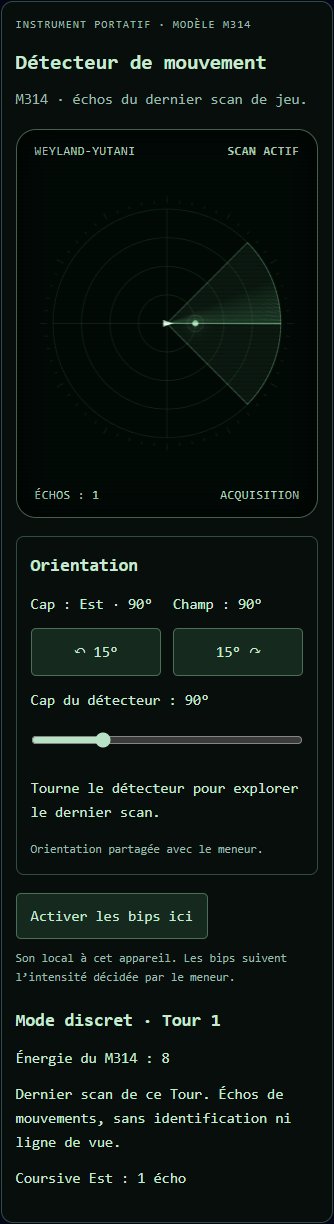 INSTRUMENT PORTATIF · MODÈLE M314
Détecteur de mouvement
M314 · échos du dernier scan de jeu.
WEYLAND-YUTANI
SCAN ACTIF
ÉCHOS : 1
ACQUISITION
Orientation
Cap : Est · 90°
Champ : 90°
↶ 15°
15° ↷
Cap du détecteur : 90°
Tourne le détecteur pour explorer
le dernier scan.
Orientation partagée avec le meneur.
Activer les bips ici
Son local à cet appareil. Les bips suivent
l’intensité décidée par le meneur.
Mode discret · Tour 1
Énergie du M314 : 8
Dernier scan de ce Tour. Échos de
mouvements, sans identification ni
ligne de vue.
Coursive Est : 1 écho